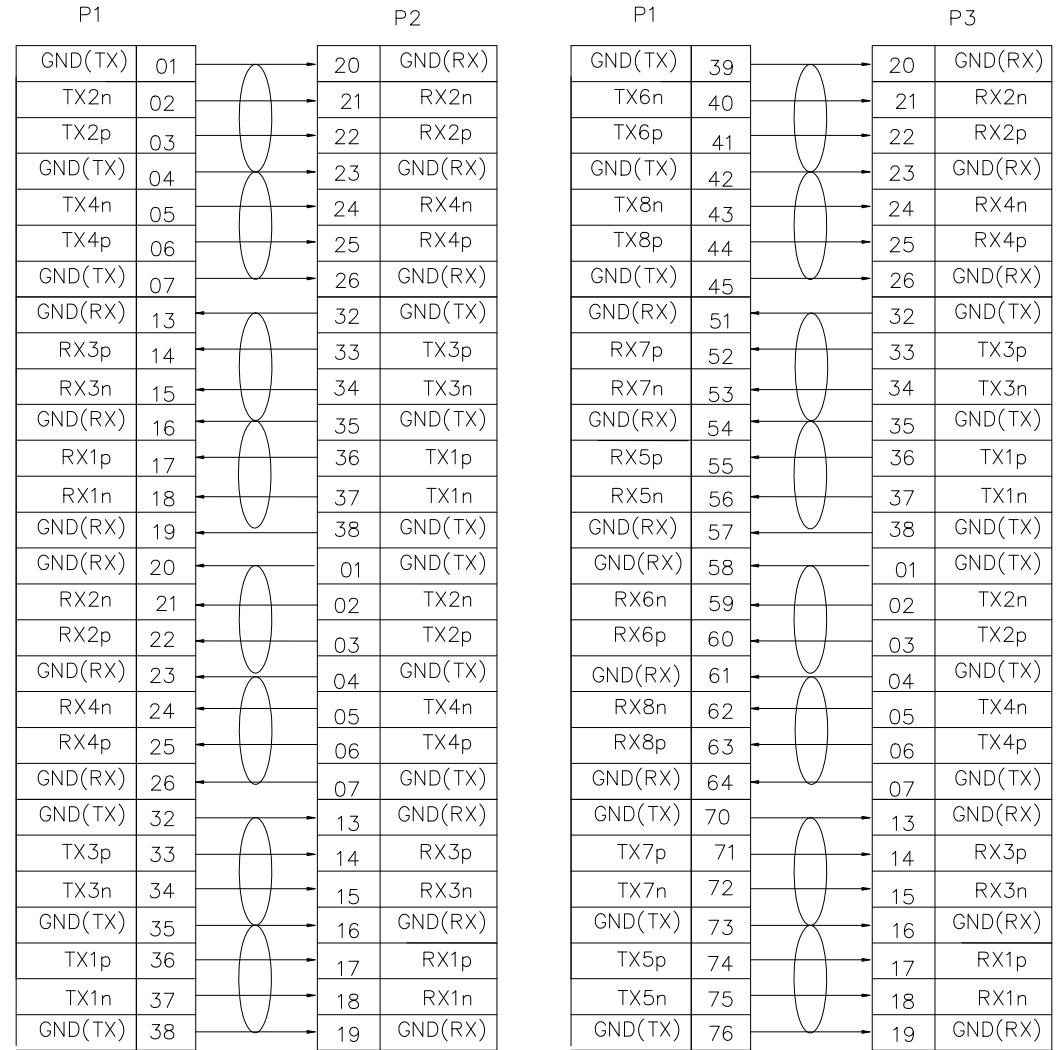 P1 P2 P1 P3
GND(TX) 01 20 GND(RX) GND(TX) 39 20 GND(RX)
TX2n 02 21 RX2n TX6n 40 21 RX2n
TX2p 03 22 RX2p TX6p 41 22 RX2p
GND(TX) 04 23 GND(RX) GND(TX) 42 23 GND(RX)
TX4n 05 24 RX4n TX8n 43 24 RX4n
TX4p 06 25 RX4p TX8p 44 25 RX4p
GND(TX) 07 26 GND(RX) GND(TX) 45 26 GND(RX)
GND(RX) 13 32 GND(TX) GND(RX) 51 32 GND(TX)
RX3p 14 33 TX3p RX7p 52 33 TX3p
RX3n 15 34 TX3n RX7n 53 34 TX3n
GND(RX) 16 35 GND(TX) GND(RX) 54 35 GND(TX)
RX1p 17 36 TX1p RX5p 55 36 TX1p
RX1n 18 37 TX1n RX5n 56 37 TX1n
GND(RX) 19 38 GND(TX) GND(RX) 57 38 GND(TX)
GND(RX) 20 01 GND(TX) GND(RX) 58 01 GND(TX)
RX2n 21 02 TX2n RX6n 59 02 TX2n
RX2p 22 03 TX2p RX6p 60 03 TX2p
GND(RX) 23 04 GND(TX) GND(RX) 61 04 GND(TX)
RX4n 24 05 TX4n RX8n 62 05 TX4n
RX4p 25 06 TX4p RX8p 63 06 TX4p
GND(RX) 26 07 GND(TX) GND(RX) 64 07 GND(TX)
GND(TX) 32 13 GND(RX) GND(TX) 70 13 GND(RX)
TX3p 33 14 RX3p TX7p 71 14 RX3p
TX3n 34 15 RX3n TX7n 72 15 RX3n
GND(TX) 35 16 GND(RX) GND(TX) 73 16 GND(RX)
TX1p 36 17 RX1p TX5p 74 17 RX1p
TX1n 37 18 RX1n TX5n 75 18 RX1n
GND(TX) 38 19 GND(RX) GND(TX) 76 19 GND(RX)